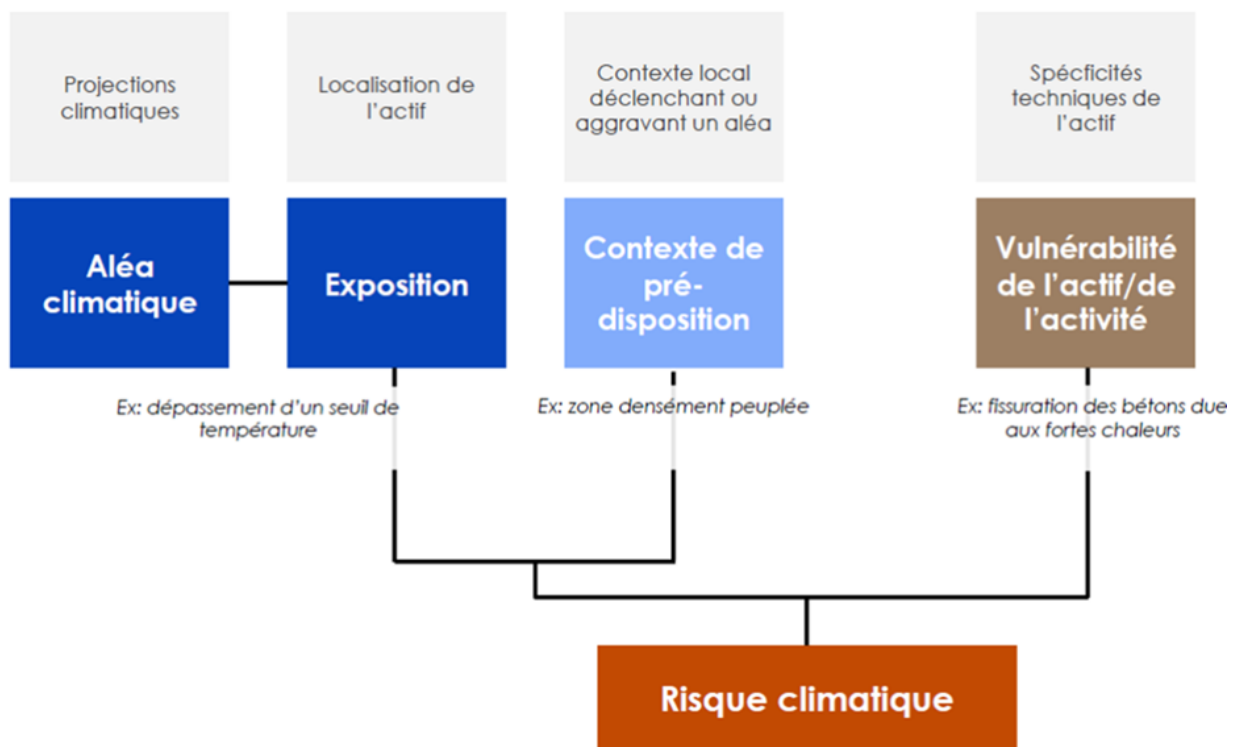 Projections
climatiques
Localisation de
l'actif
Contexte local
déclenchant ou
aggravant un aléa
Spécficités
techniques de
l'actif
Aléa
climatique
Exposition
Contexte de
pré-
disposition
Vulnérabilité
de l'actif/de
l'activité
Ex: dépassement d'un seuil de
température
Ex: zone densément peuplée
Ex: fissuration des bétons due
aux fortes chaleurs
Risque climatique